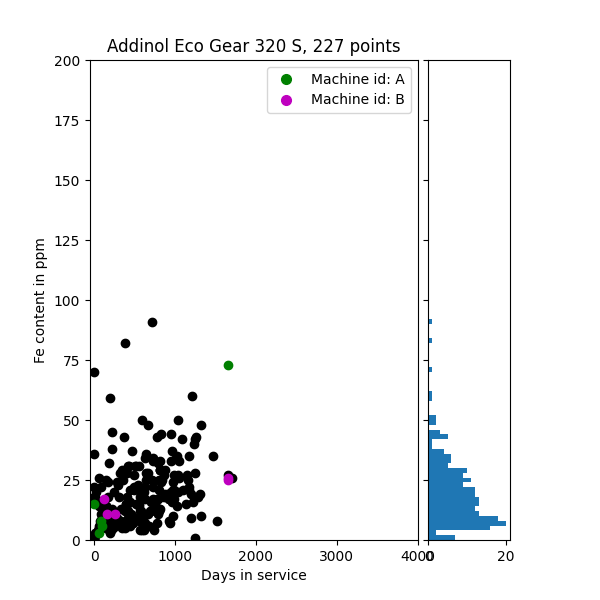 Addinol Eco Gear 320 S, 227 points
Machine id: A
Machine id: B
200
175
150
125
100
75
50
25
0
Fe content in ppm
0 1000 2000 3000 4000
0 20
Days in service